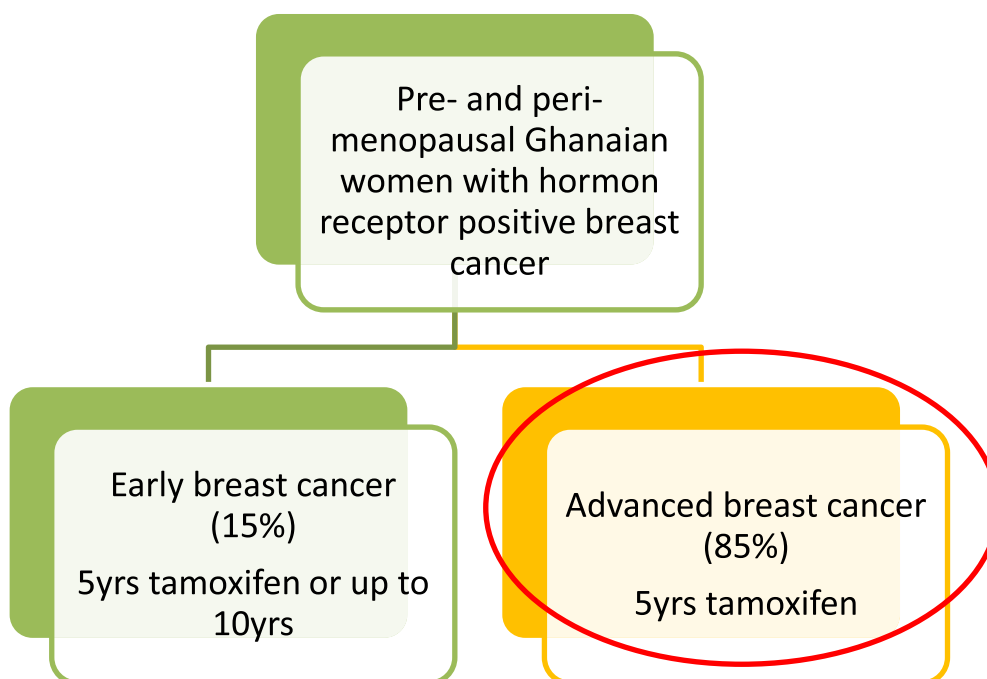 Pre- and peri-
menopausal Ghanaian
women with hormon
receptor positive breast
cancer
Early breast cancer
(15%)
5yrs tamoxifen or up to
10yrs
Advanced breast cancer
(85%)
5yrs tamoxifen